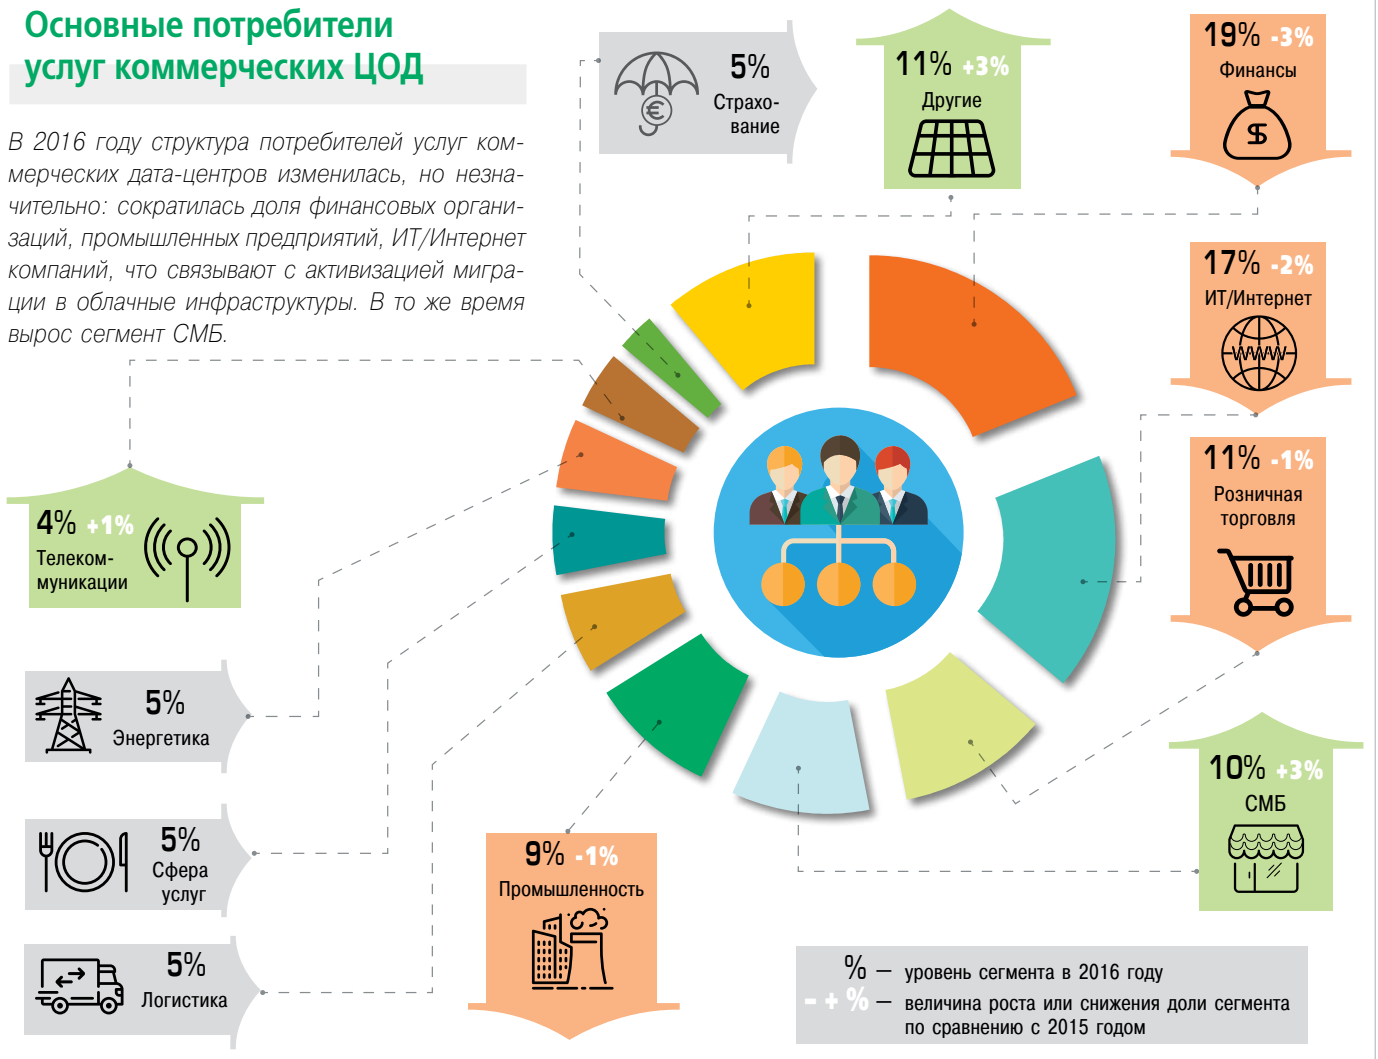 Основные потребители
услуг коммерческих ЦОД
В 2016 году структура потребителей услуг ком-
мерческих дата-центров изменилась, но незна-
чительно: сократилась доля финансовых органи-
заций, промышленных предприятий, ИТ/Интернет
компаний, что связывают с активизацией мигра-
ции в облачные инфраструктуры. В то же время
вырос сегмент СМБ.
5%
Страхо-
вание
€
11% +3%
Другие
19% -3%
Финансы
$
17% -2%
ИТ/Интернет
WWW
11% -1%
Розничная
торговля
10% +3%
СМБ
4% +1%
Телеком-
муникации
5%
Энергетика
5%
Сфера
услуг
5%
Логистика
9% -1%
Промышленность
% — уровень сегмента в 2016 году
- + % — величина роста или снижения доли сегмента
по сравнению с 2015 годом